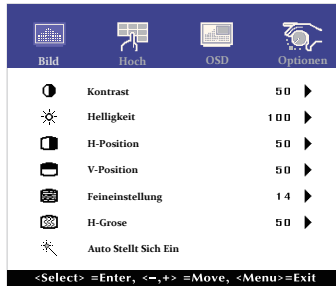 Bild Hoch OSD Optionen
Kontrast 50
Helligkeit 100
H-Position 50
V-Position 50
Feineinstellung 14
H-Grose 50
Auto Stellt Sich Ein
<Select> =Enter, <–,+> =Move, <Menu>=Exit